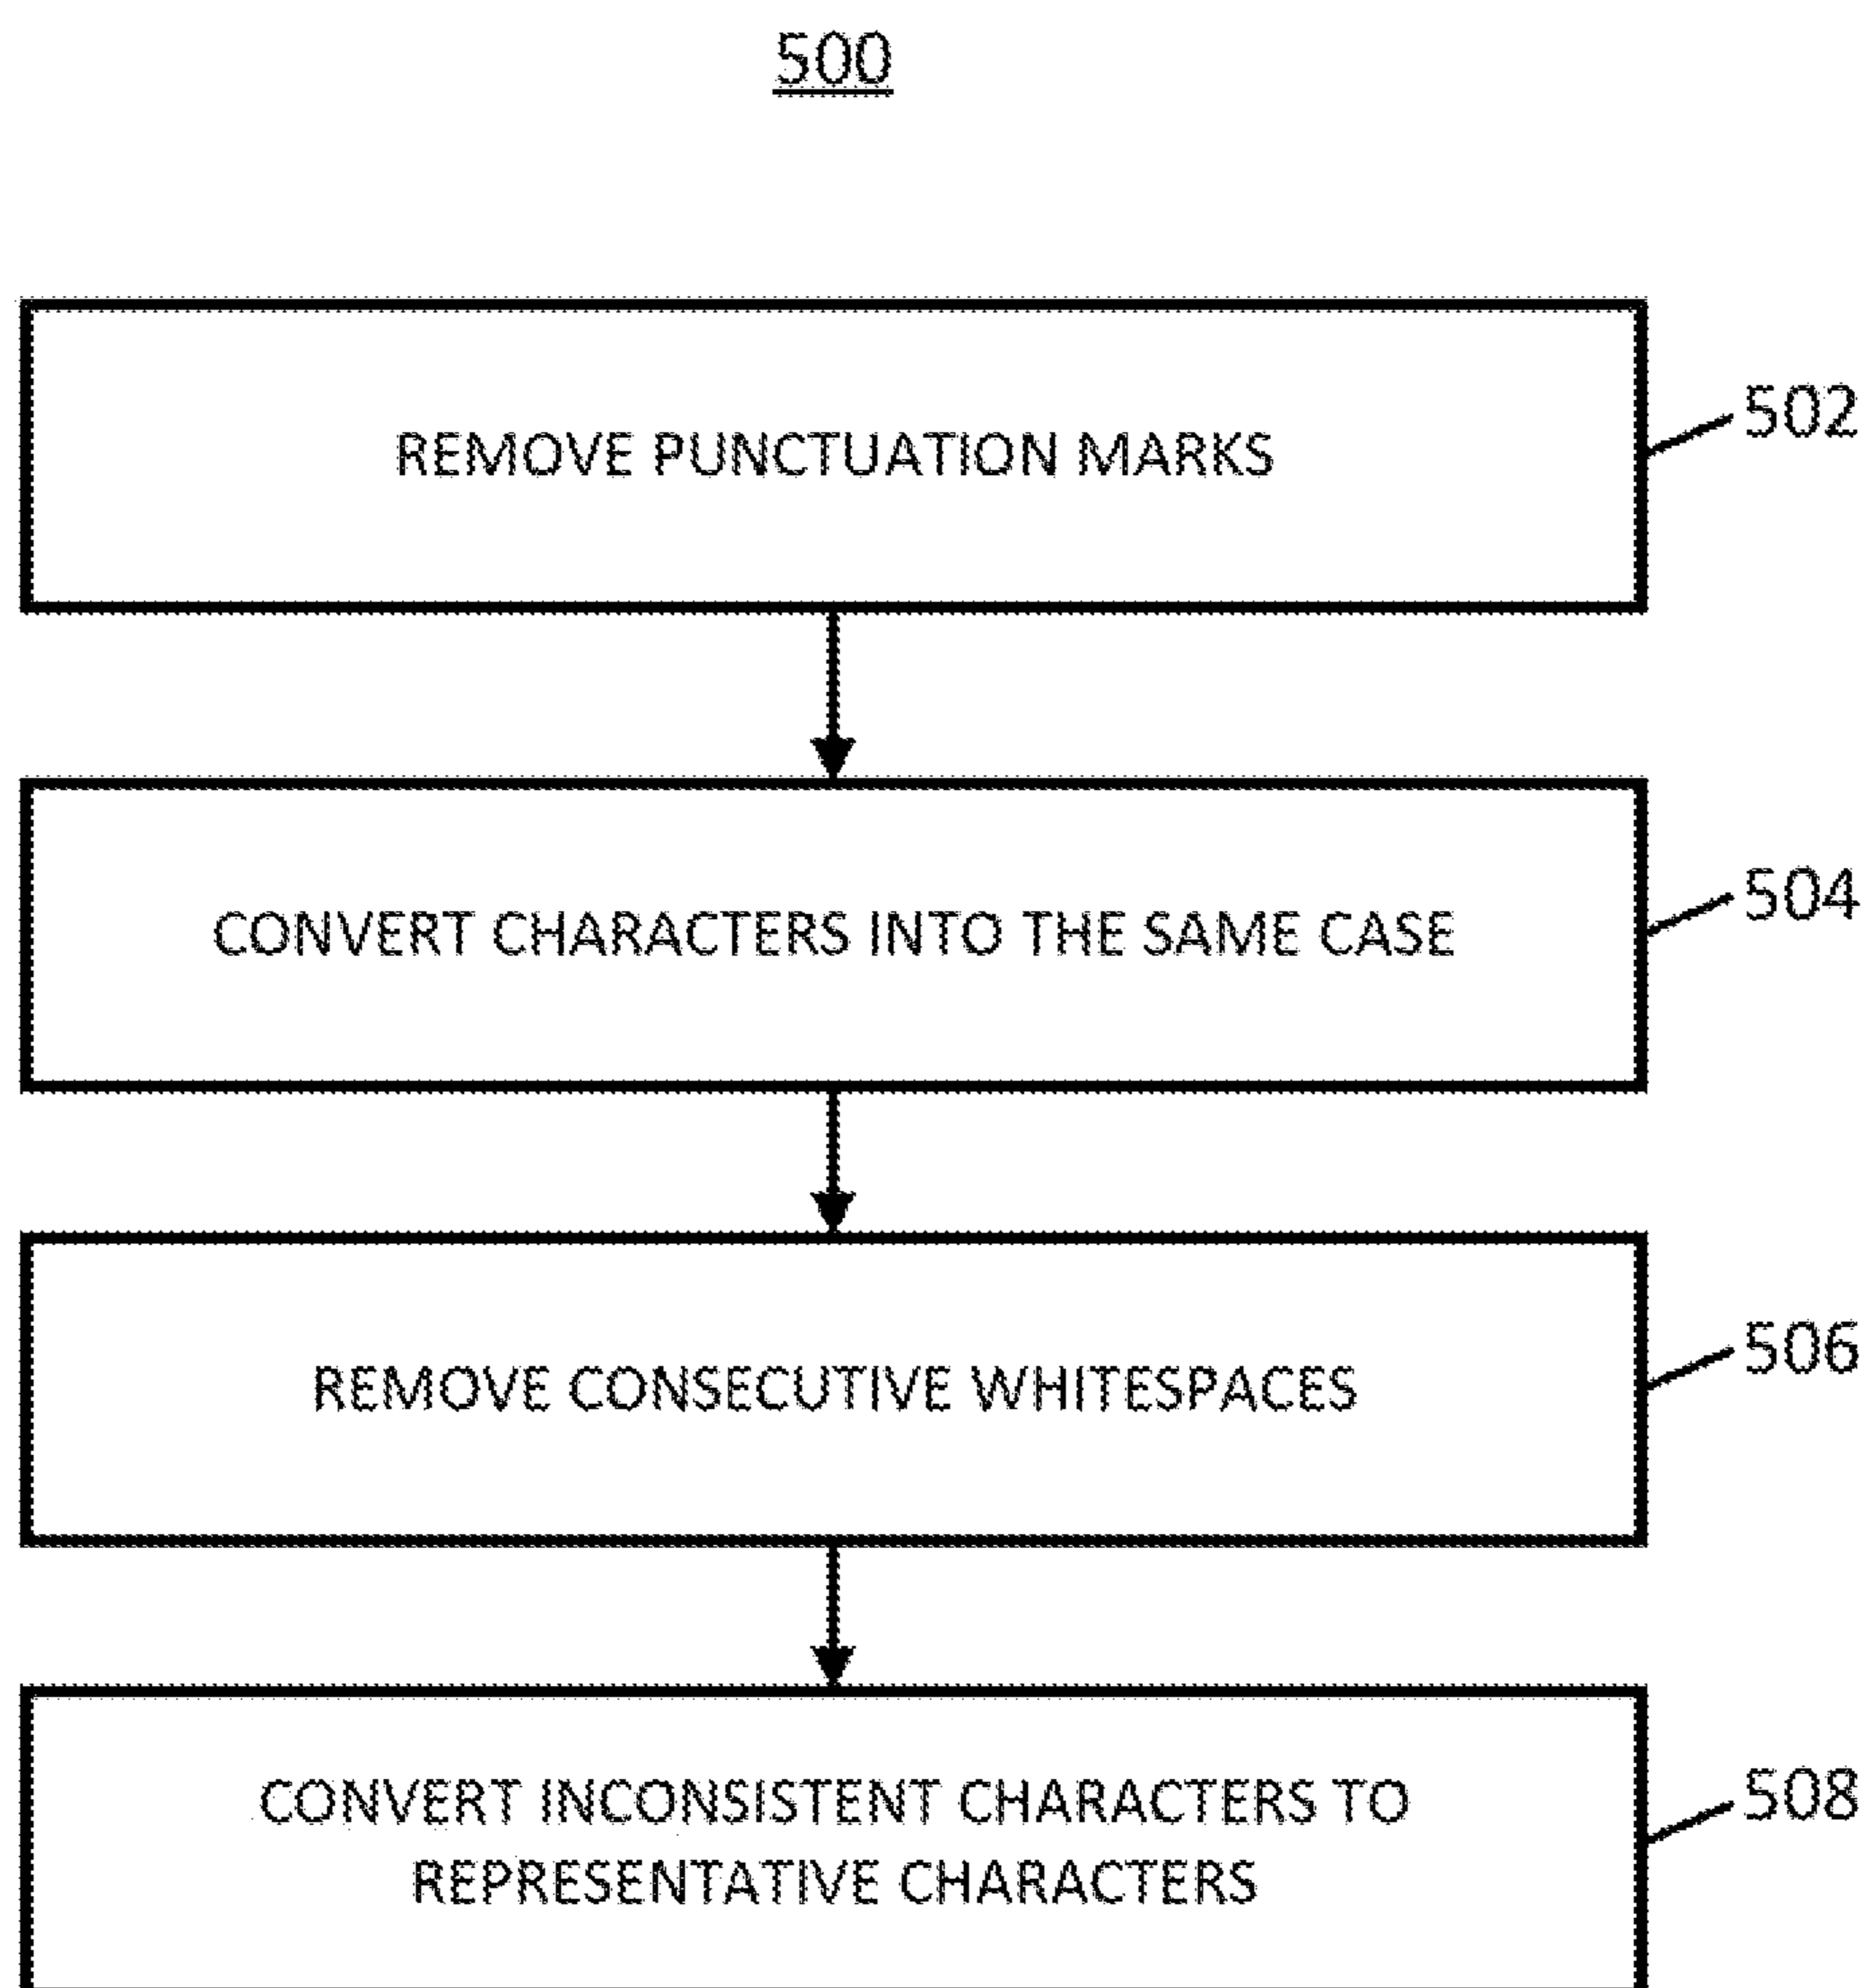 500
REMOVE PUNCTUATION MARKS
502
CONVERT CHARACTERS INTO THE SAME CASE
504
REMOVE CONSECUTIVE WHITESPACES
506
CONVERT INCONSISTENT CHARACTERS TO
REPRESENTATIVE CHARACTERS
508